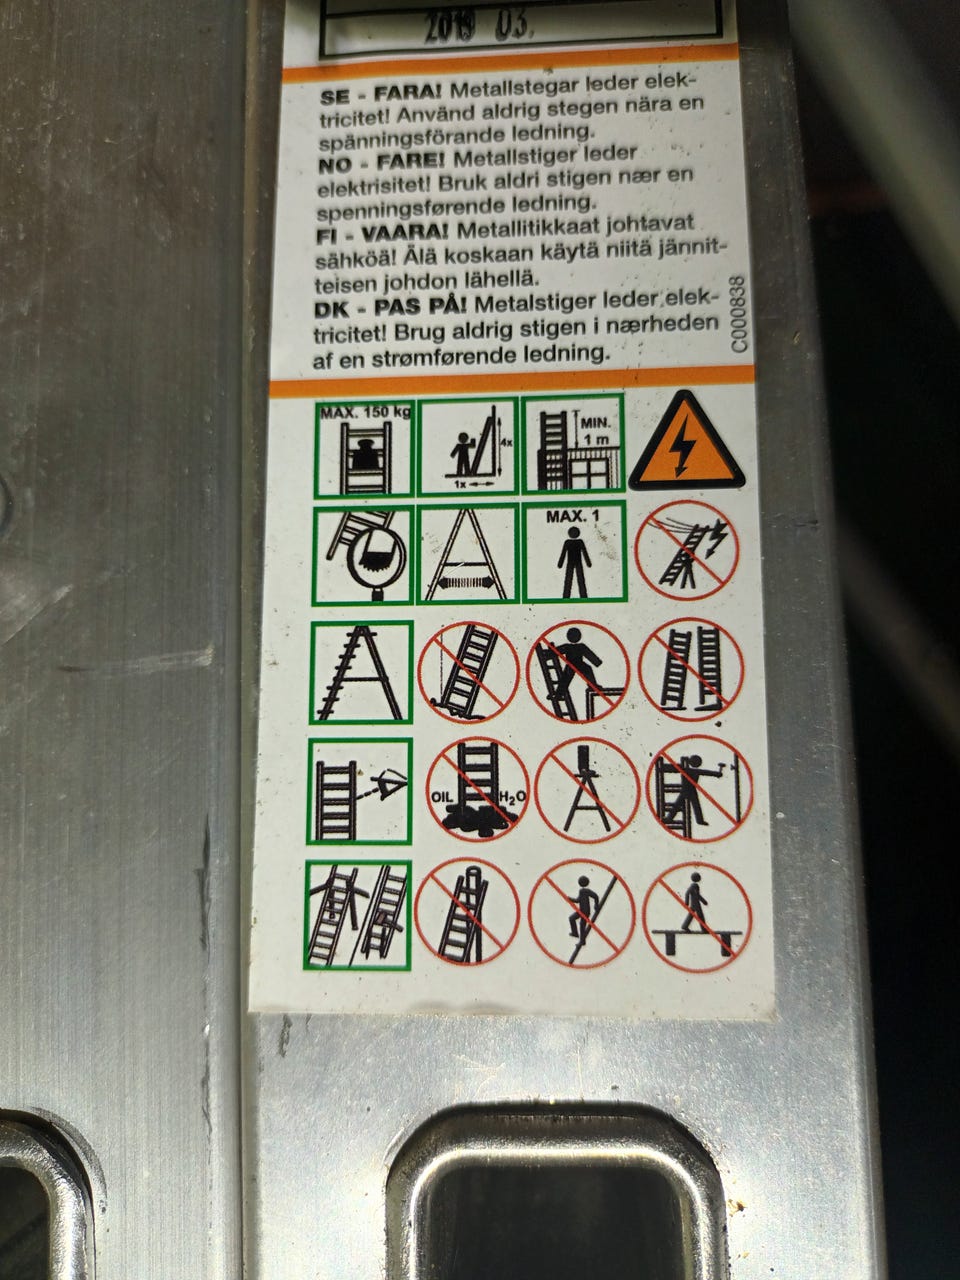 2019 03.
SE - FARA! Metallstegar leder elek-
tricitet! Använd aldrig stegen nära en
spänningsförande ledning.
NO - FARE! Metallstiger leder
elektrisitet! Bruk aldri stigen nær en
spenningsførende ledning.
FI - VAARA! Metallitikkaat johtavat
sähköä! Älä koskaan käytä niitä jännit-
teisen johdon lähellä.
DK - PAS PÅ! Metalstiger leder elek-
tricitet! Brug aldrig stigen i nærheden
af en strømførende ledning.
C000838
MAX. 150 kg
4x
1x
MIN.
1 m
MAX. 1
OIL
H₂O